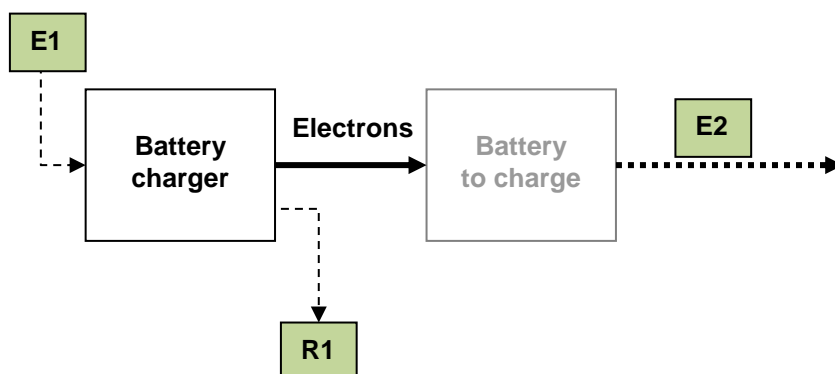 E1
Battery
charger
Electrons
Battery
to charge
E2
R1